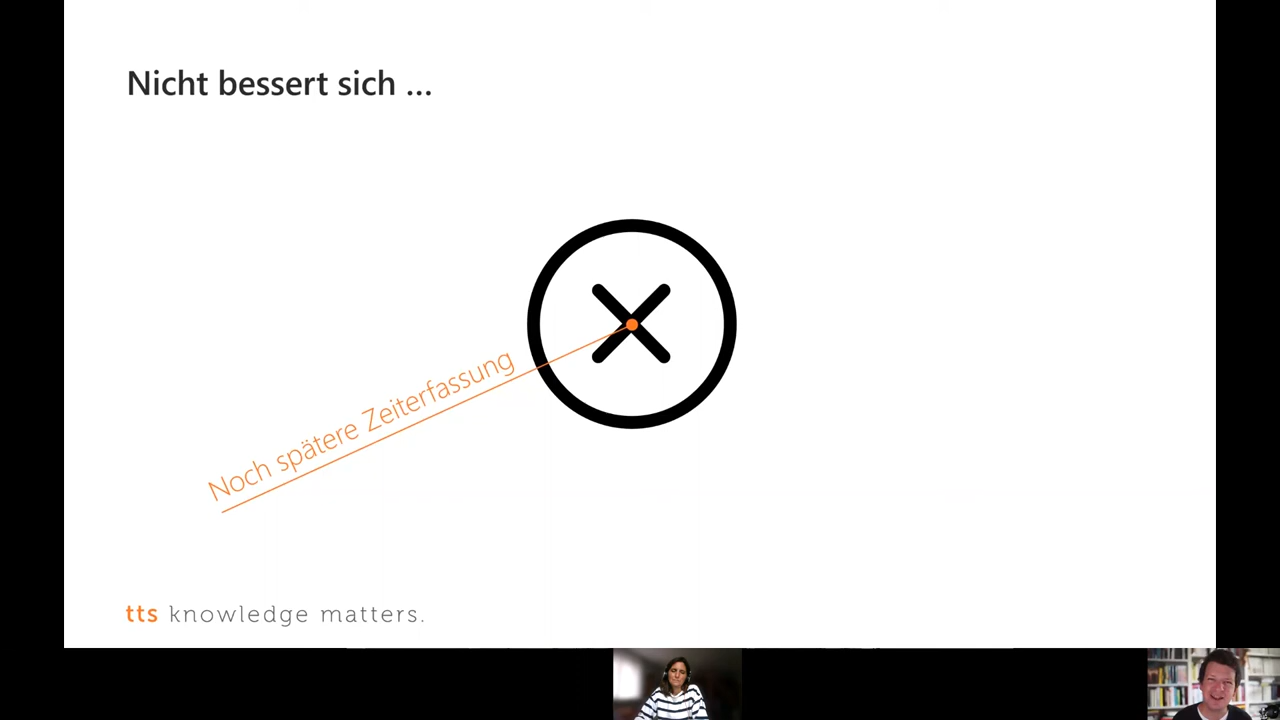 Nicht bessert sich ...
Noch spätere Zeiterfassung
tts knowledge matters.